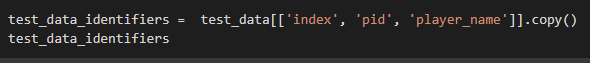 test_data_identifiers =  test_data[['index', 'pid', 'player_name']].copy()
test_data_identifiers